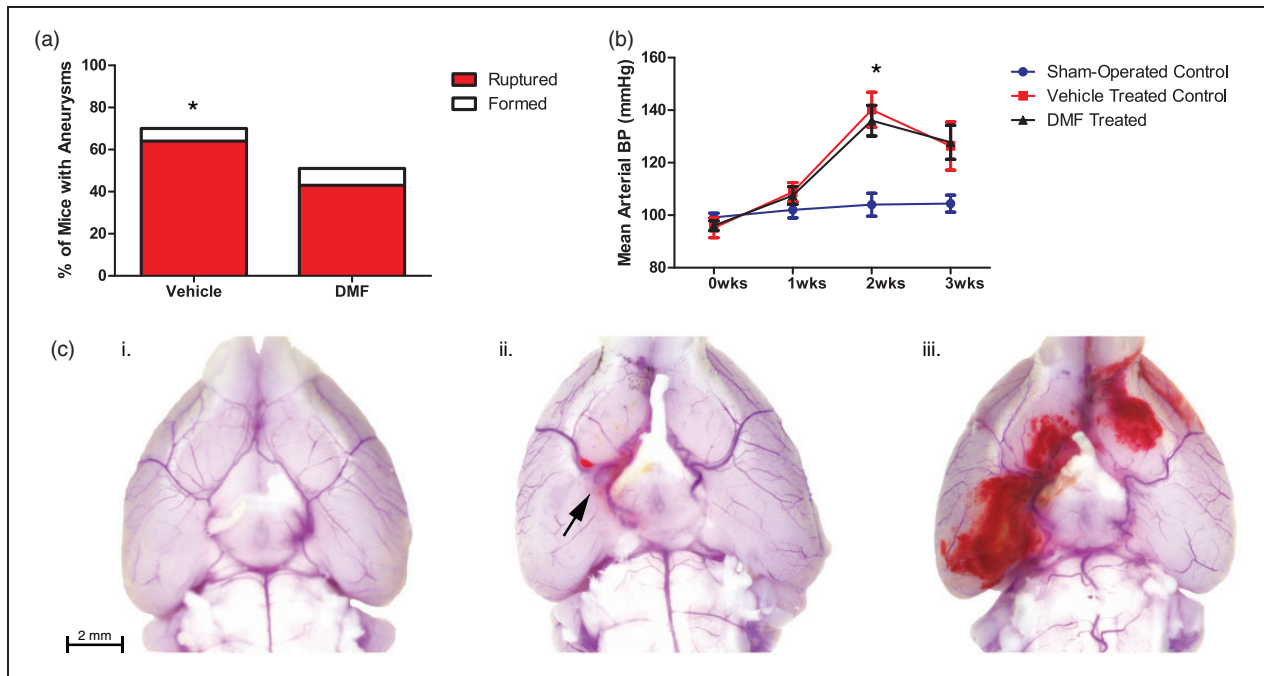 (a)
100
80
60
40
20
0
% of Mice with Aneurysms
*
Vehicle
DMF
Ruptured
Formed
(b)
160
140
120
100
80
Mean Arterial BP (mmHg)
*
0wks
1wks
2wks
3wks
Sham-Operated Control
Vehicle Treated Control
DMF Treated
(c)
i.
ii.
iii.
2 mm